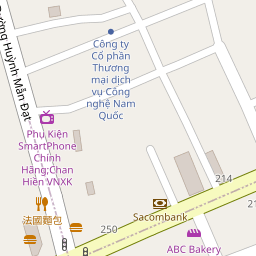 Đường Huỳnh Mẫn Đạt
Công ty
Cổ phần
Thương
mại dịch
vụ Công
nghệ Nam
Quốc
Phụ Kiện
SmartPhone
Chính
Hãng,Chan
Hiền VNXK
214
法國麵包
Sacombank
250
ABC Bakery